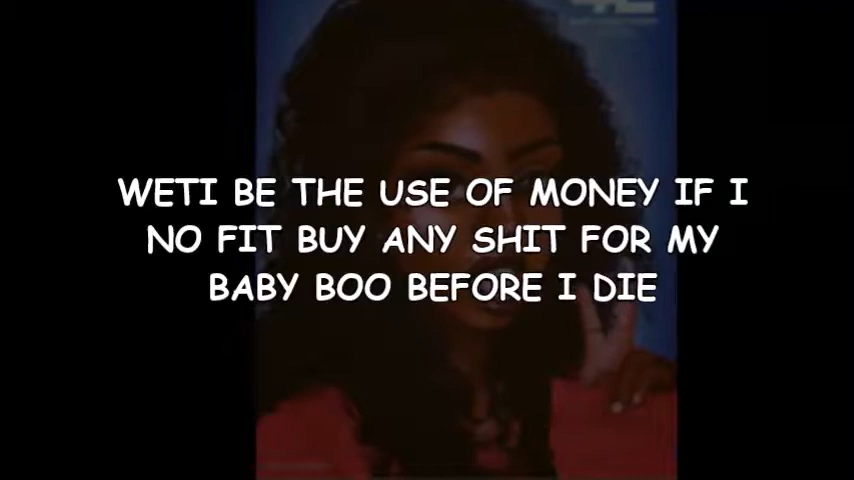 WETI BE THE USE OF MONEY IF I
NO FIT BUY ANY SHIT FOR MY
BABY BOO BEFORE I DIE